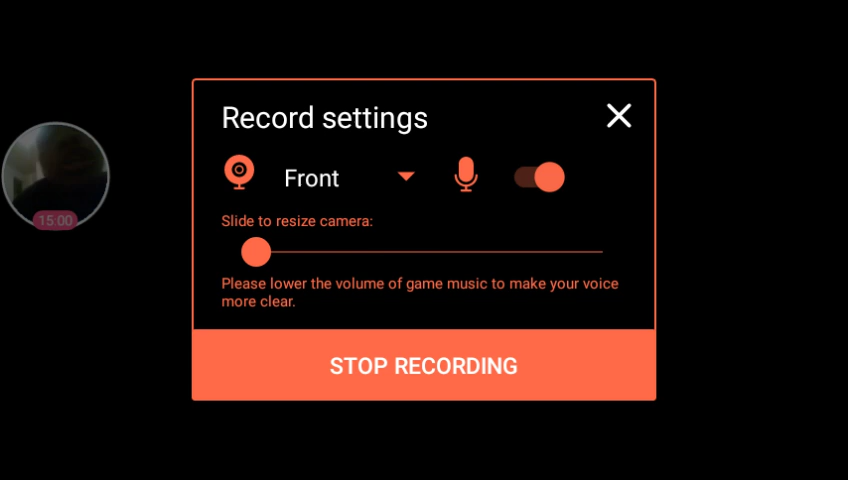 Record settings
Front
15:00
Slide to resize camera:
Please lower the volume of game music to make your voice
more clear.
STOP RECORDING